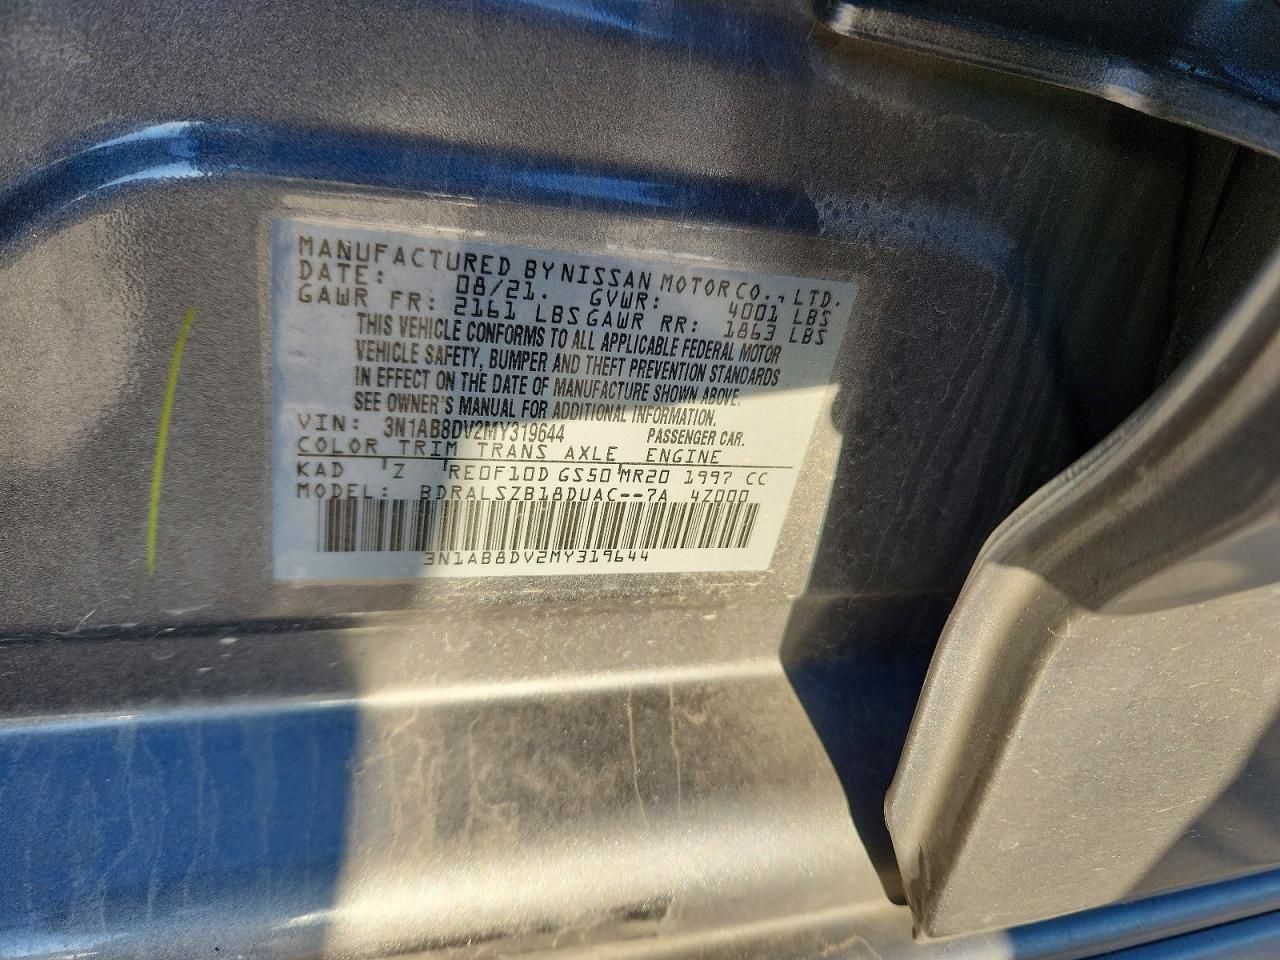 MANUFACTURED BY NISSAN MOTOR CO., LTD.
DATE: 08/21. GVWR: 4001 LBS
GAWR FR: 2161 LBS GAWR RR: 1863 LBS
THIS VEHICLE CONFORMS TO ALL APPLICABLE FEDERAL MOTOR
VEHICLE SAFETY, BUMPER AND THEFT PREVENTION STANDARDS
IN EFFECT ON THE DATE OF MANUFACTURE SHOWN ABOVE.
SEE OWNER'S MANUAL FOR ADDITIONAL INFORMATION.
VIN: 3N1AB8DV2MY319644 PASSENGER CAR.
COLOR TRIM TRANS AXLE ENGINE
KAD Z RE0F10D GS50 MR20 1997 CC
MODEL: BDRALSZB18DUAC--7A 4Z000
3N1AB8DV2MY319644